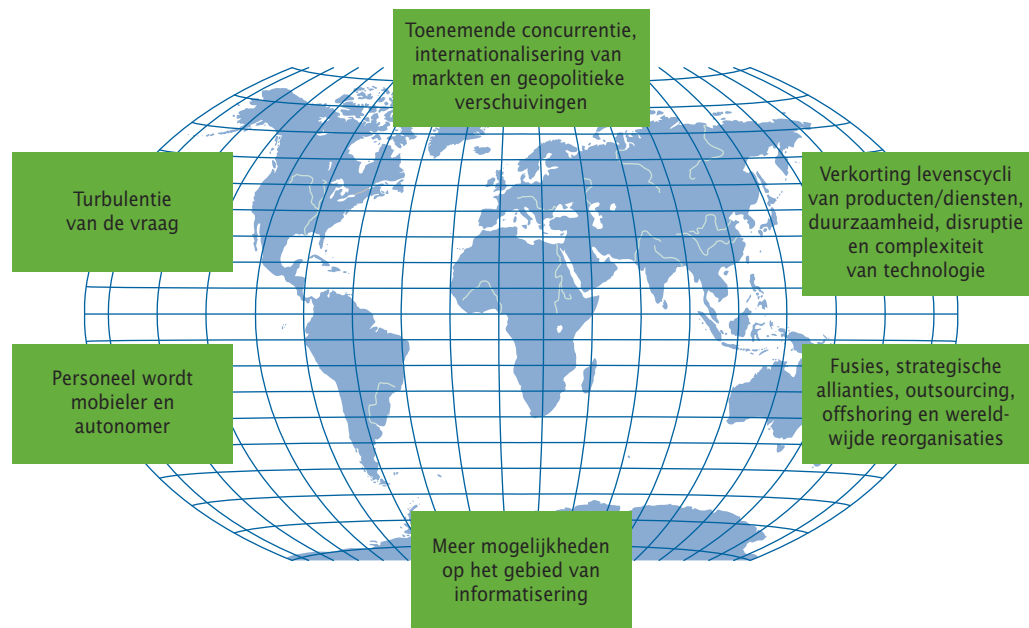 Toenemende concurrentie,
internationalisering van
markten en geopolitieke
verschuivingen
Turbulentie
van de vraag
Verkorting levenscycli
van producten/diensten,
duurzaamheid, disruptie
en complexiteit
van technologie
Personeel wordt
mobieler en
autonomer
Fusies, strategische
allianties, outsourcing,
offshoring en wereld-
wijde reorganisaties
Meer mogelijkheden
op het gebied van
informatisering